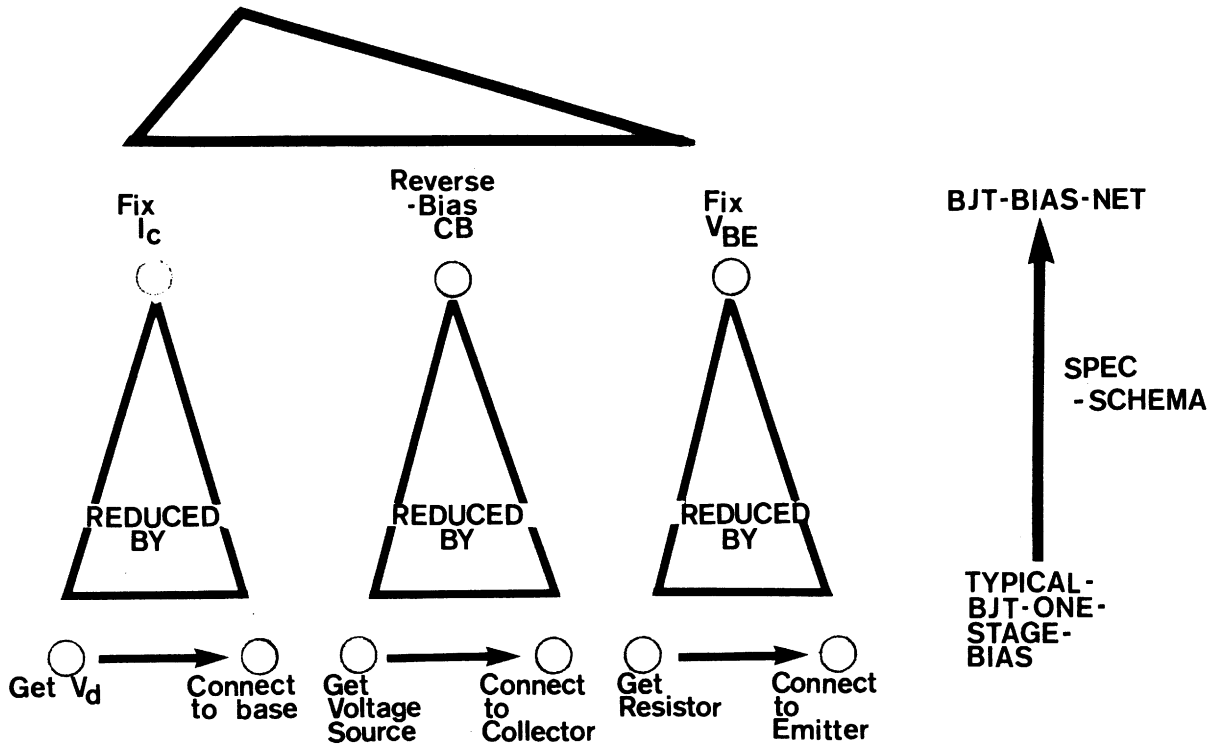 Fix
Ic
Reverse
-Bias
CB
Fix
VBE
BJT-BIAS-NET
SPEC
-SCHEMA
REDUCED
BY
REDUCED
BY
REDUCED
BY
TYPICAL-
BJT-ONE-
STAGE-
BIAS
Get Vd
Connect
to base
Get
Voltage
Source
Connect
to
Collector
Get
Resistor
Connect
to
Emitter